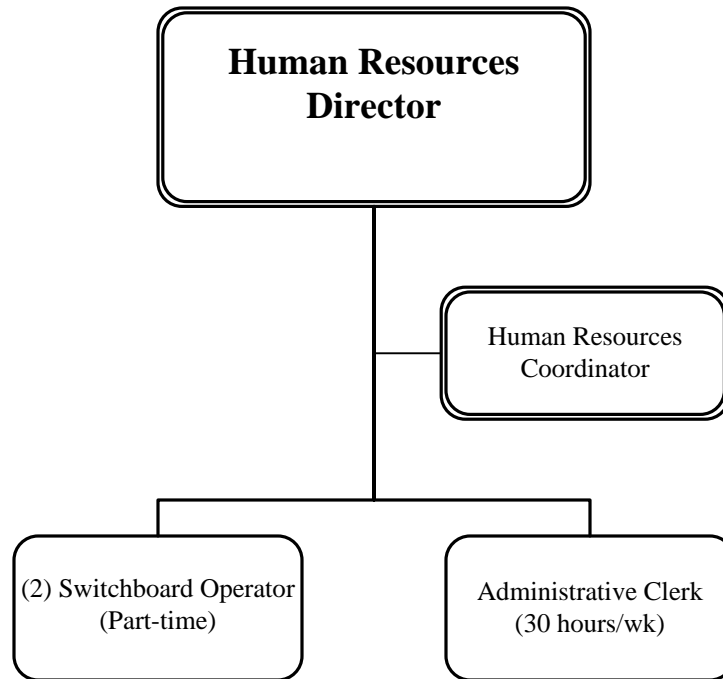 Human Resources
Director
Human Resources
Coordinator
(2) Switchboard Operator
(Part-time)
Administrative Clerk
(30 hours/wk)